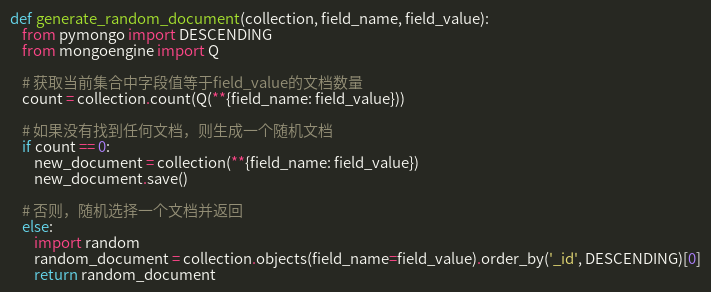 def generate_random_document(collection, field_name, field_value):
from pymongo import DESCENDING
from mongoengine import Q
# 获取当前集合中字段值等于field_value的文档数量
count = collection.count(Q(**{field_name: field_value}))
# 如果没有找到任何文档，则生成一个随机文档
if count == 0:
new_document = collection(**{field_name: field_value})
new_document.save()
# 否则，随机选择一个文档并返回
else:
import random
random_document = collection.objects(field_name=field_value).order_by('_id', DESCENDING)[0]
return random_document